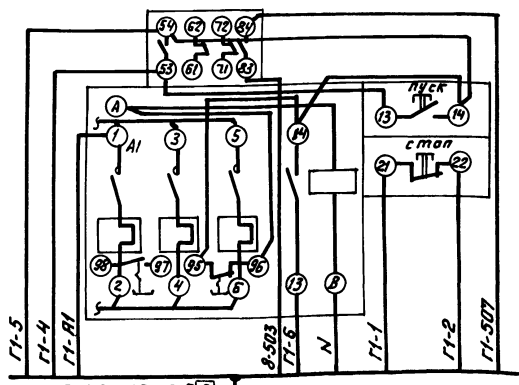 54 62 72 84
53 61 71 83
А
1 А1 3 5 14
98 97 95 96
2 4 6 13 В
пуск
13 14
стоп
21 22
Г1-5
Г1-4
Г1-А1
8-503
Г1-6
N
Г1-1
Г1-2
Г1-507